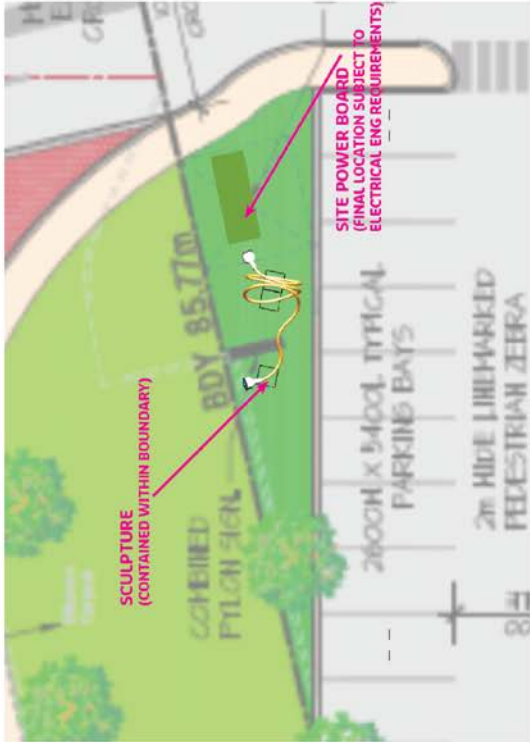 SCULPTURE
(CONTAINED WITHIN BOUNDARY)
BDY 85.77m
COMBINED
PYLON SIGN
SITE POWER BOARD
(FINAL LOCATION SUBJECT TO
ELECTRICAL ENG REQUIREMENTS)
2600W X 5400L TYPICAL
PARKING BAYS
2m WIDE LINEMARKED
PEDESTRIAN ZEBRA